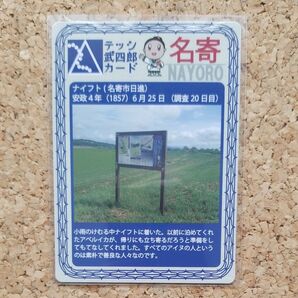 テッシ
武四郎
カード
名寄
NAYORO
ナイフト(名寄市日進)
安政4年(1857)6月25日 (調査20日目)
小雨のけむる中ナイフトに着いた。以前に泊めてくれた
アベルイカが、帰りにも立ち寄るだろうと準備をし
てもてなしてくれました。すべてのアイヌの人という
のは素朴で善良な人々なのです。